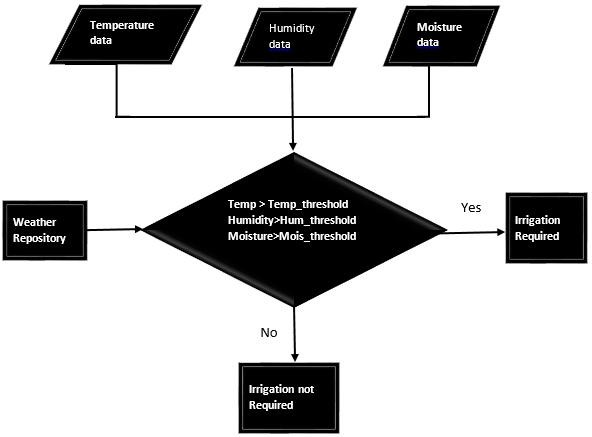 Temperature
data
Humidity
data
Moisture
data
Temp > Temp_threshold
Humidity>Hum_threshold
Moisture>Mois_threshold
Weather
Repository
Yes
Irrigation
Required
No
Irrigation not
Required